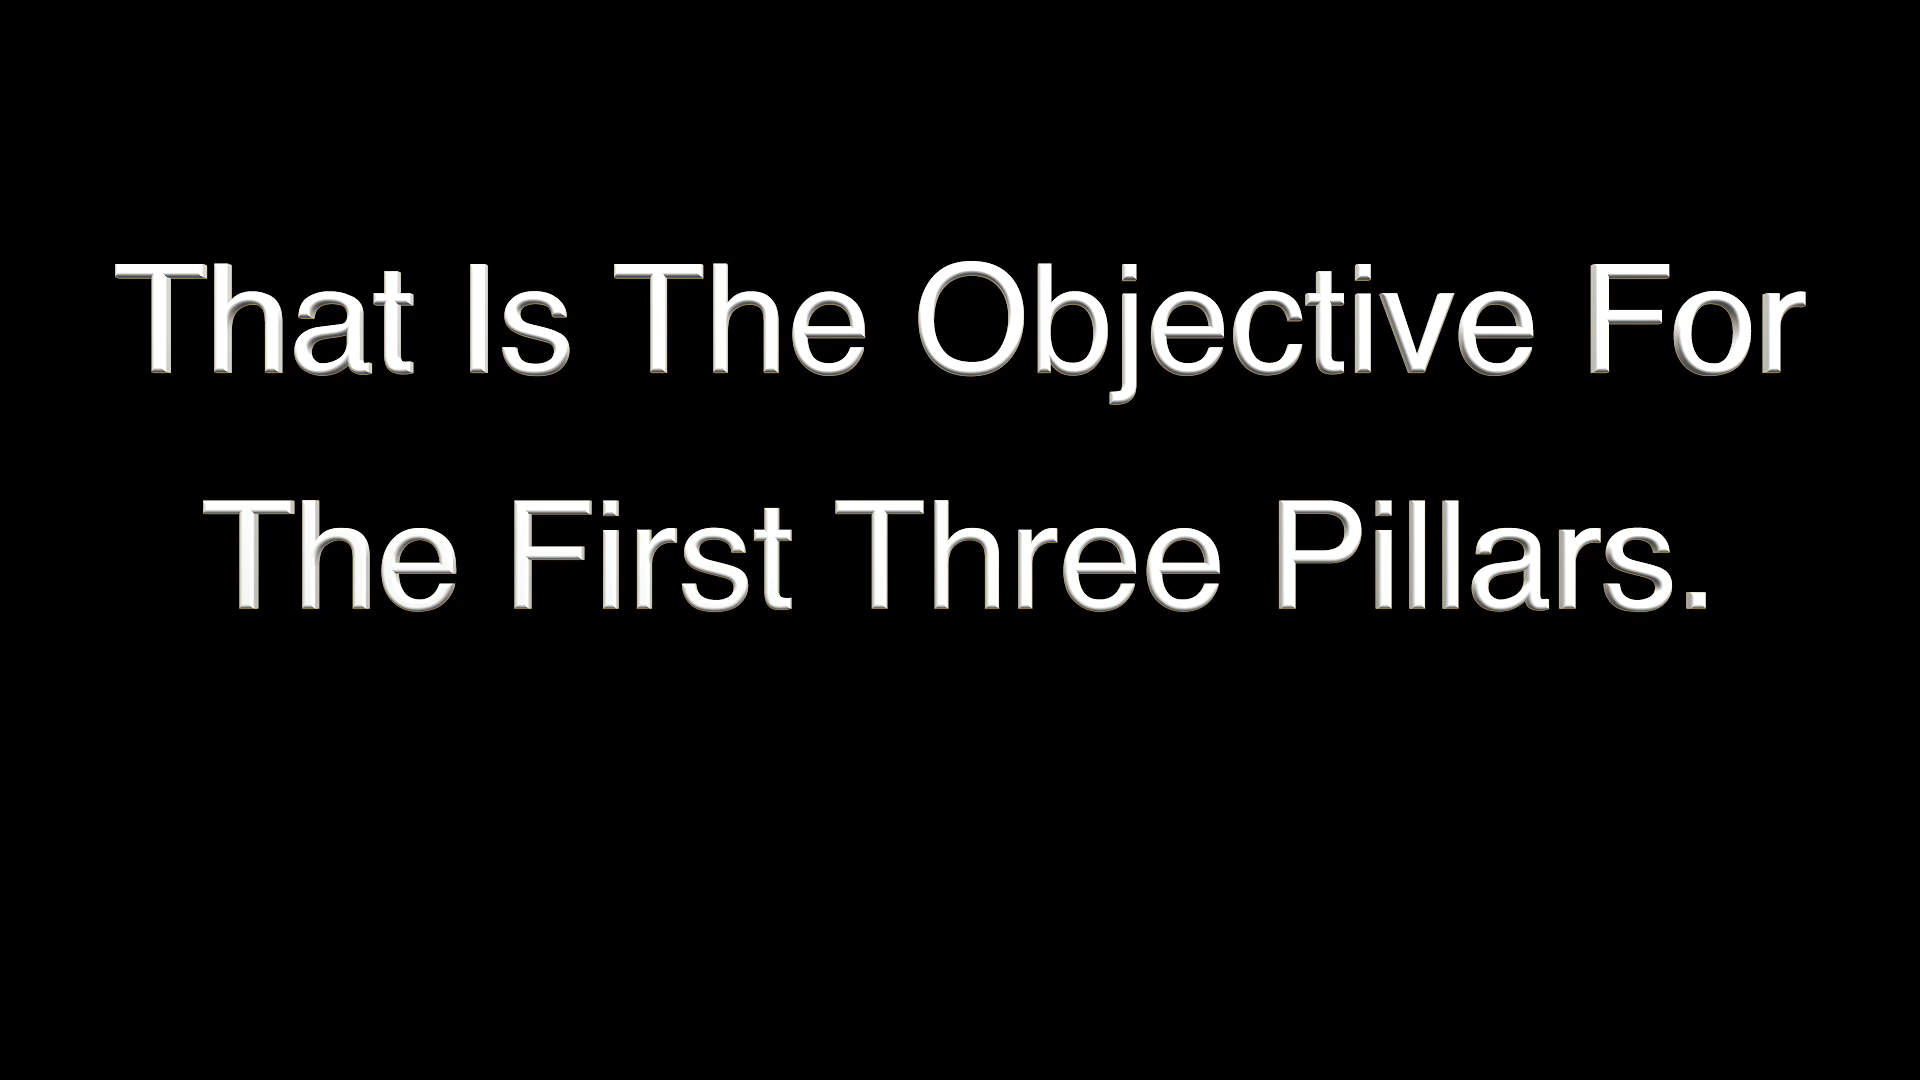 That Is The Objective For
The First Three Pillars.